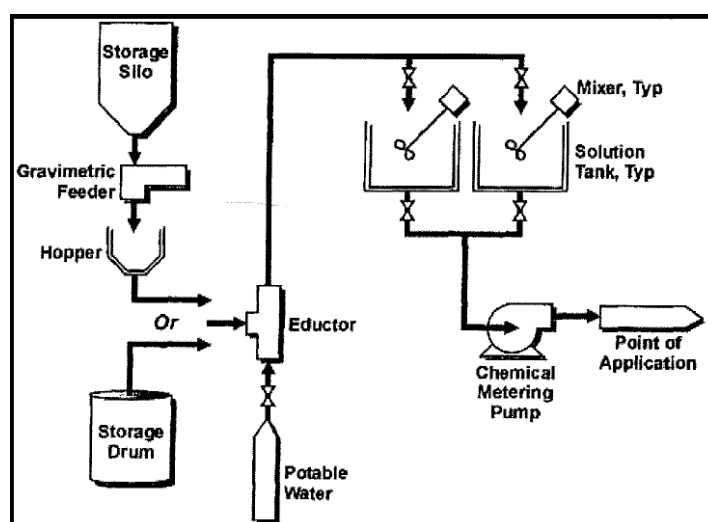 Storage
Silo
Gravimetric
Feeder
Hopper
Or
Storage
Drum
Eductor
Potable
Water
Mixer, Typ
Solution
Tank, Typ
Chemical
Metering
Pump
Point of
Application